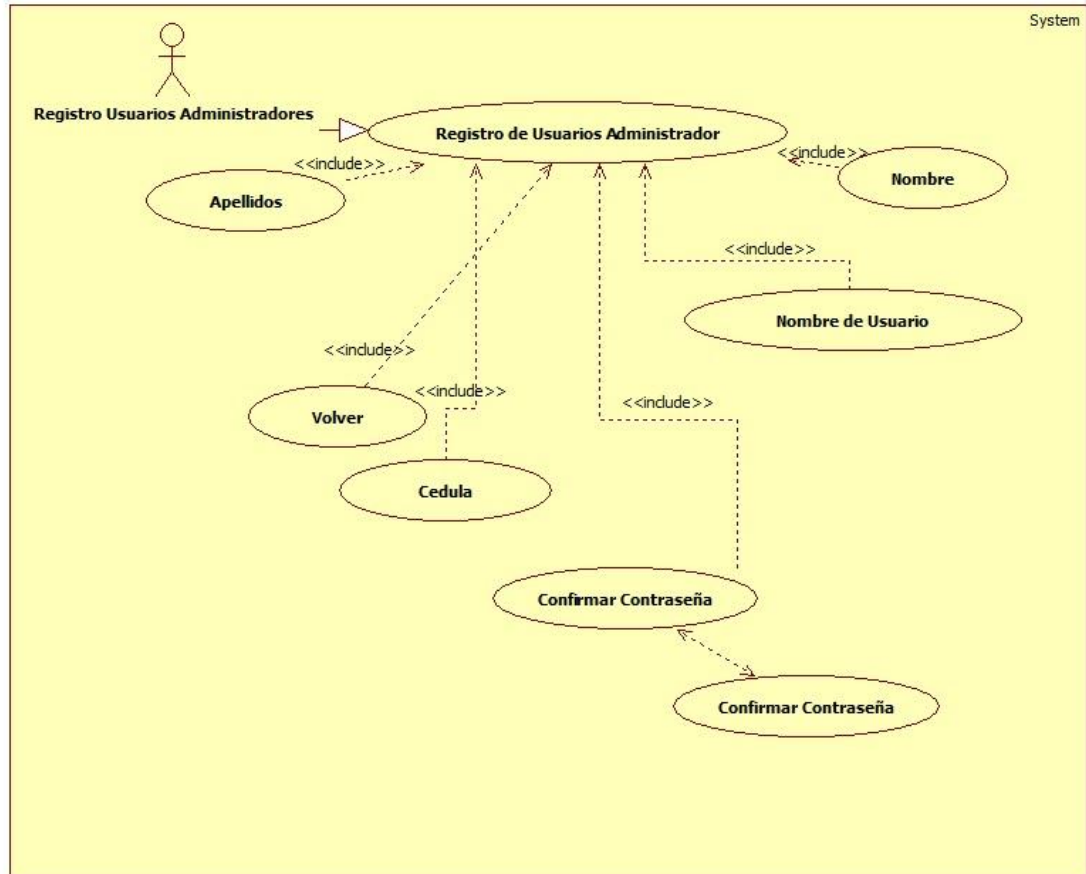 System
Registro Usuarios Administradores
Registro de Usuarios Administrador
<<include>>
<<include>>
Apellidos
Nombre
<<include>>
Nombre de Usuario
<<include>>
<<include>>
<<include>>
Volver
Cedula
Confirmar Contraseña
Confirmar Contraseña